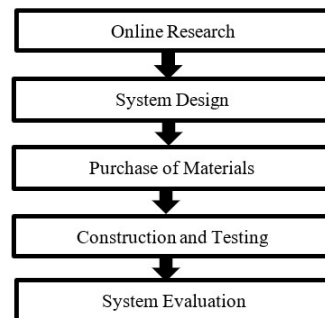 Online Research
System Design
Purchase of Materials
Construction and Testing
System Evaluation